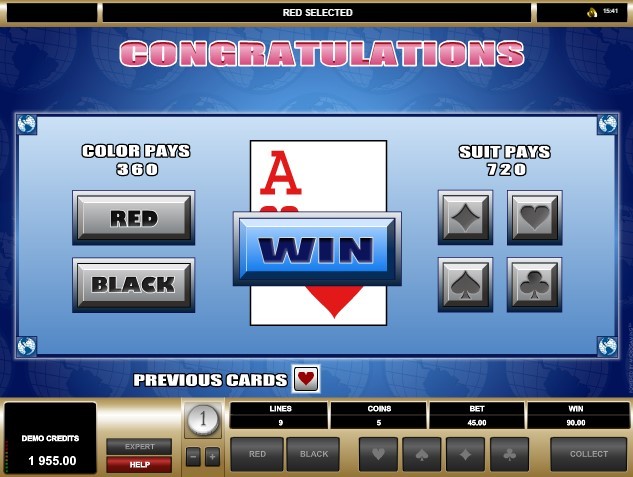 RED SELECTED
15:41
CONGRATULATIONS
COLOR PAYS
360
SUIT PAYS
720
A
RED
WIN
BLACK
PREVIOUS CARDS
DEMO CREDITS
1 955.00
EXPERT
HELP
1
LINES
9
COINS
5
BET
45.00
WIN
90.00
RED
BLACK
COLLECT